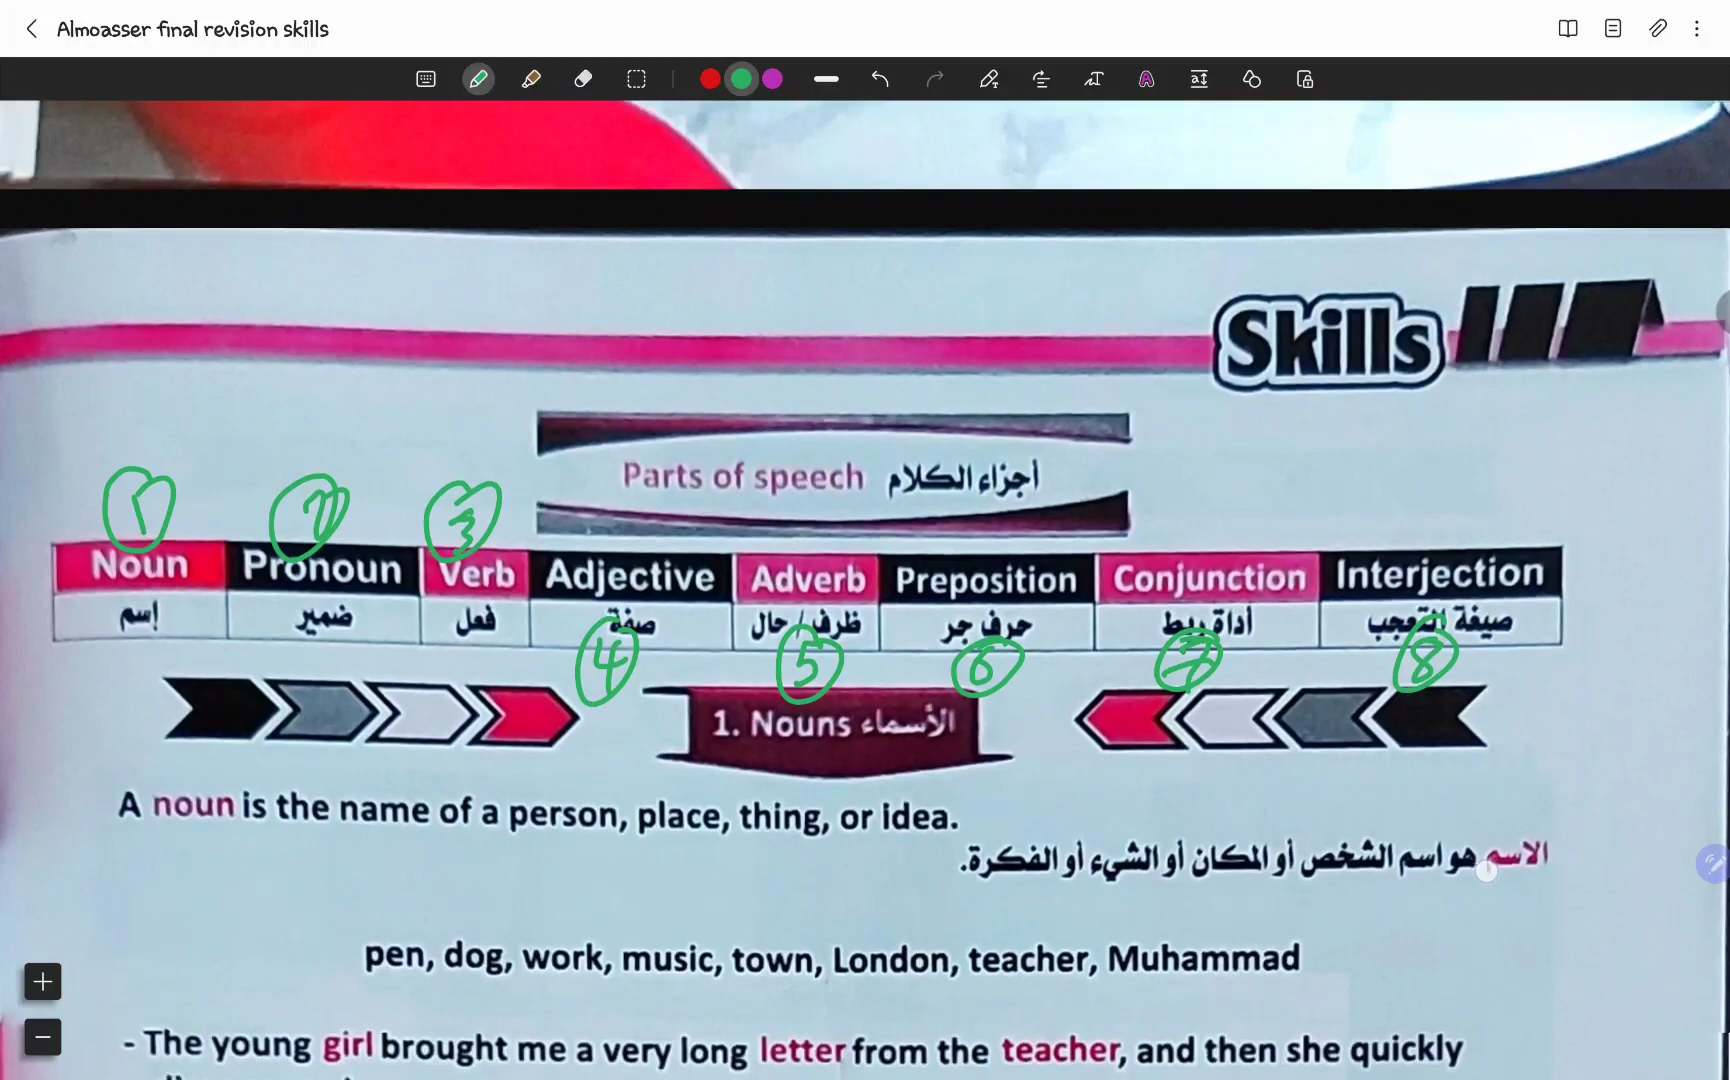 Almoasser final revision skills
Skills
Parts of speech أجزاء الكلام
1 2 3
Noun Pronoun Verb Adjective Adverb Preposition Conjunction Interjection
إسم ضمير فعل صفة ظرف / حال حرف جر أداة ربط صيغة التعجب
4 5 6 7 8
1. Nouns الأسماء
A noun is the name of a person, place, thing, or idea.
الاسم هو اسم الشخص أو المكان أو الشيء أو الفكرة.
pen, dog, work, music, town, London, teacher, Muhammad
- The young girl brought me a very long letter from the teacher, and then she quickly